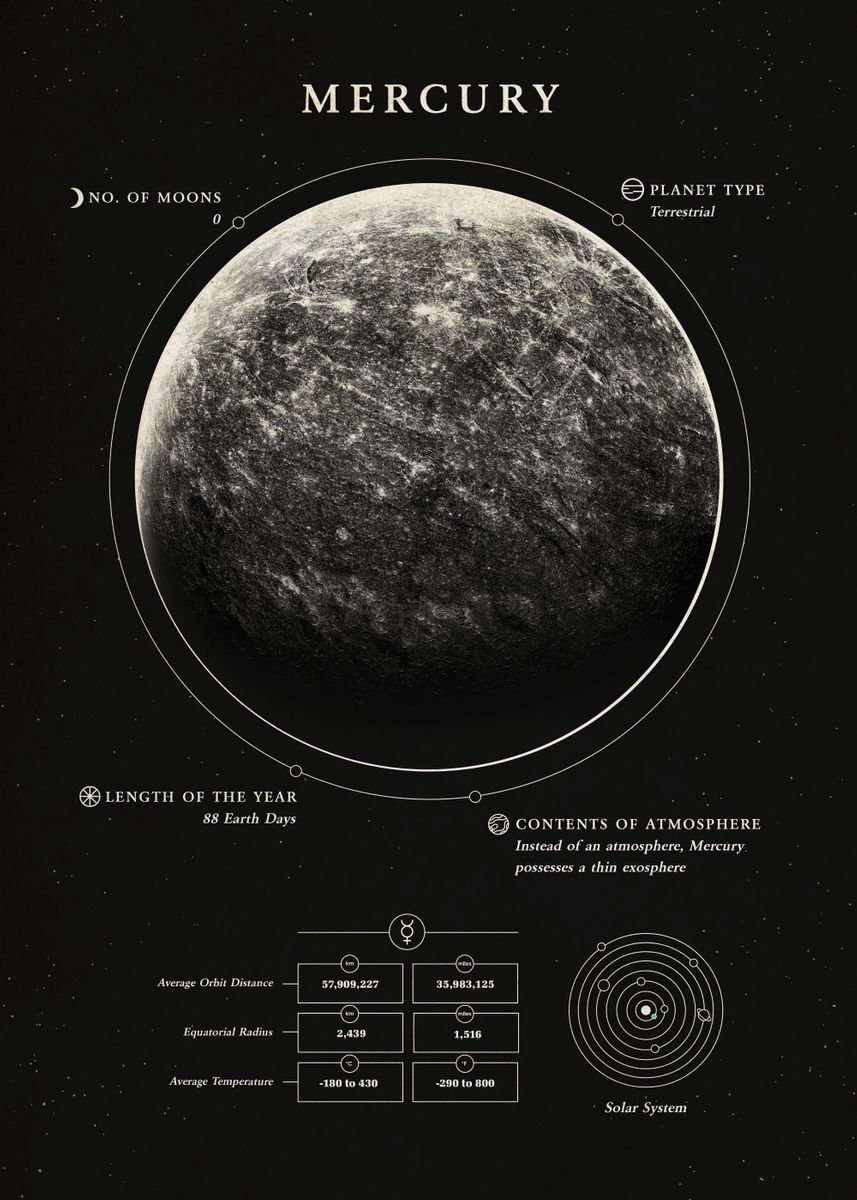 MERCURY
NO. OF MOONS
0
PLANET TYPE
Terrestrial
LENGTH OF THE YEAR
88 Earth Days
CONTENTS OF ATMOSPHERE
Instead of an atmosphere, Mercury
possesses a thin exosphere
km miles
Average Orbit Distance 57,909,227 35,983,125
km miles
Equatorial Radius 2,439 1,516
°C °F
Average Temperature -180 to 430 -290 to 800
Solar System